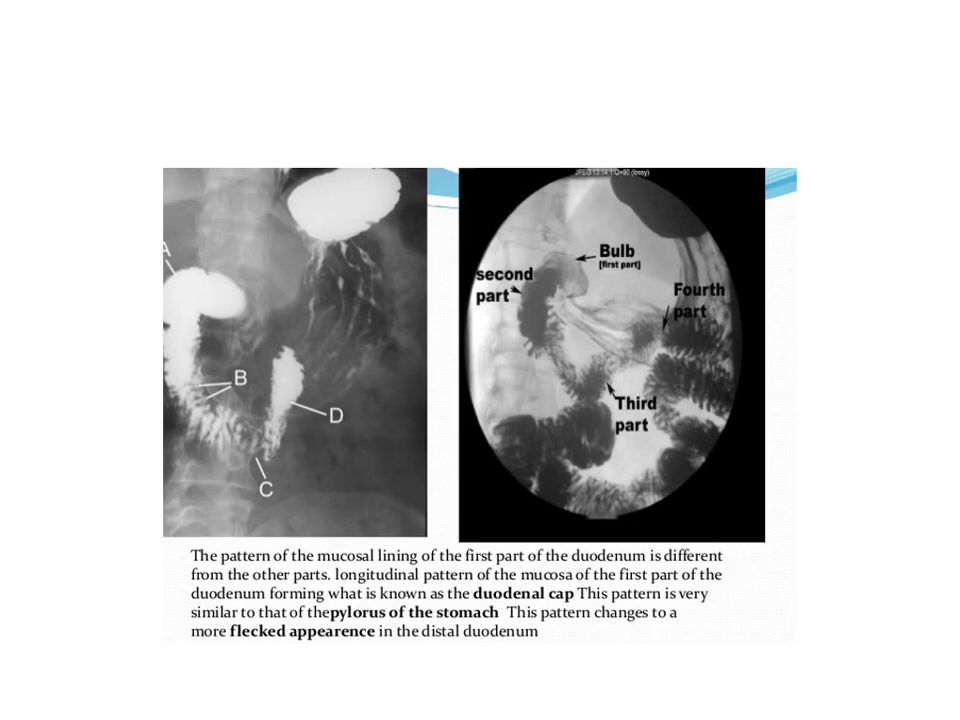 JPEG 13:14:1 Q=90 (lossy)
A
B
C
D
Bulb
[first part]
second
part
Fourth
part
Third
part
The pattern of the mucosal lining of the first part of the duodenum is different
from the other parts. longitudinal pattern of the mucosa of the first part of the
duodenum forming what is known as the duodenal cap This pattern is very
similar to that of thepylorus of the stomach This pattern changes to a
more flecked appearence in the distal duodenum